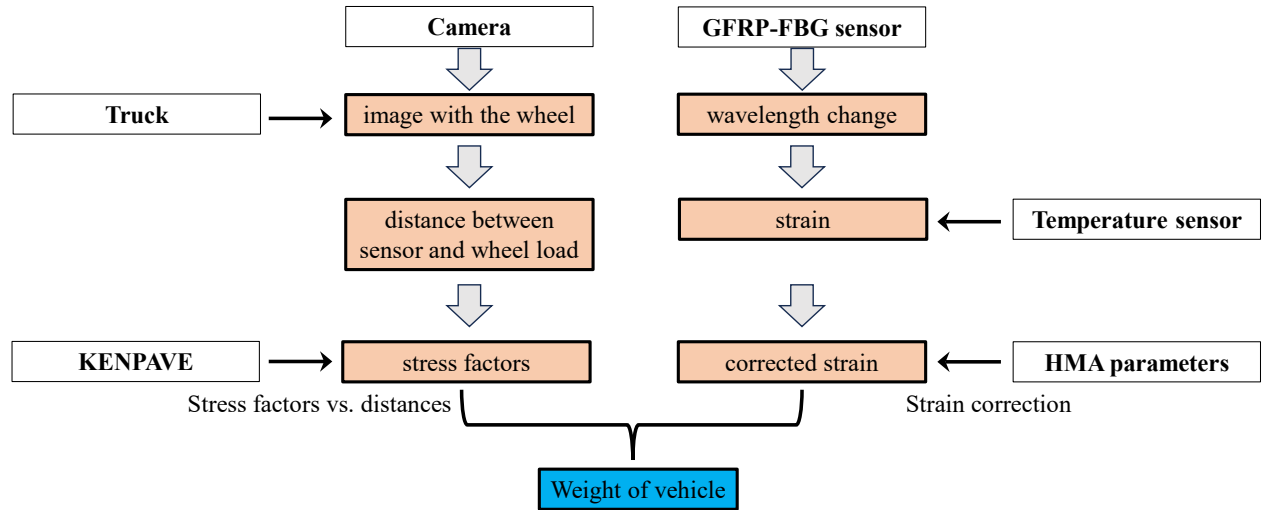 Camera
GFRP-FBG sensor
Truck
image with the wheel
wavelength change
distance between
sensor and wheel load
strain
Temperature sensor
KENPAVE
stress factors
corrected strain
HMA parameters
Stress factors vs. distances
Strain correction
Weight of vehicle